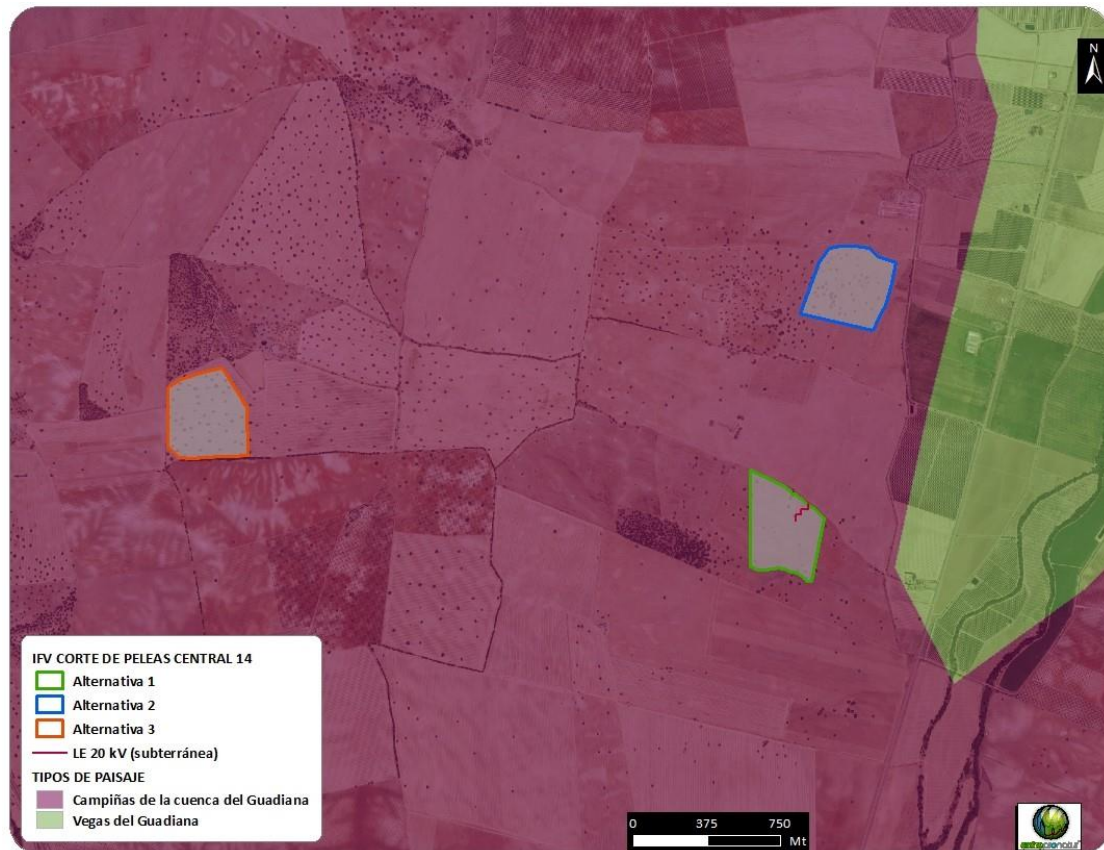 N
IFV CORTE DE PELEAS CENTRAL 14
Alternativa 1
Alternativa 2
Alternativa 3
LE 20 kV (subterránea)
TIPOS DE PAISAJE
Campiñas de la cuenca del Guadiana
Vegas del Guadiana
0 375 750
Mt